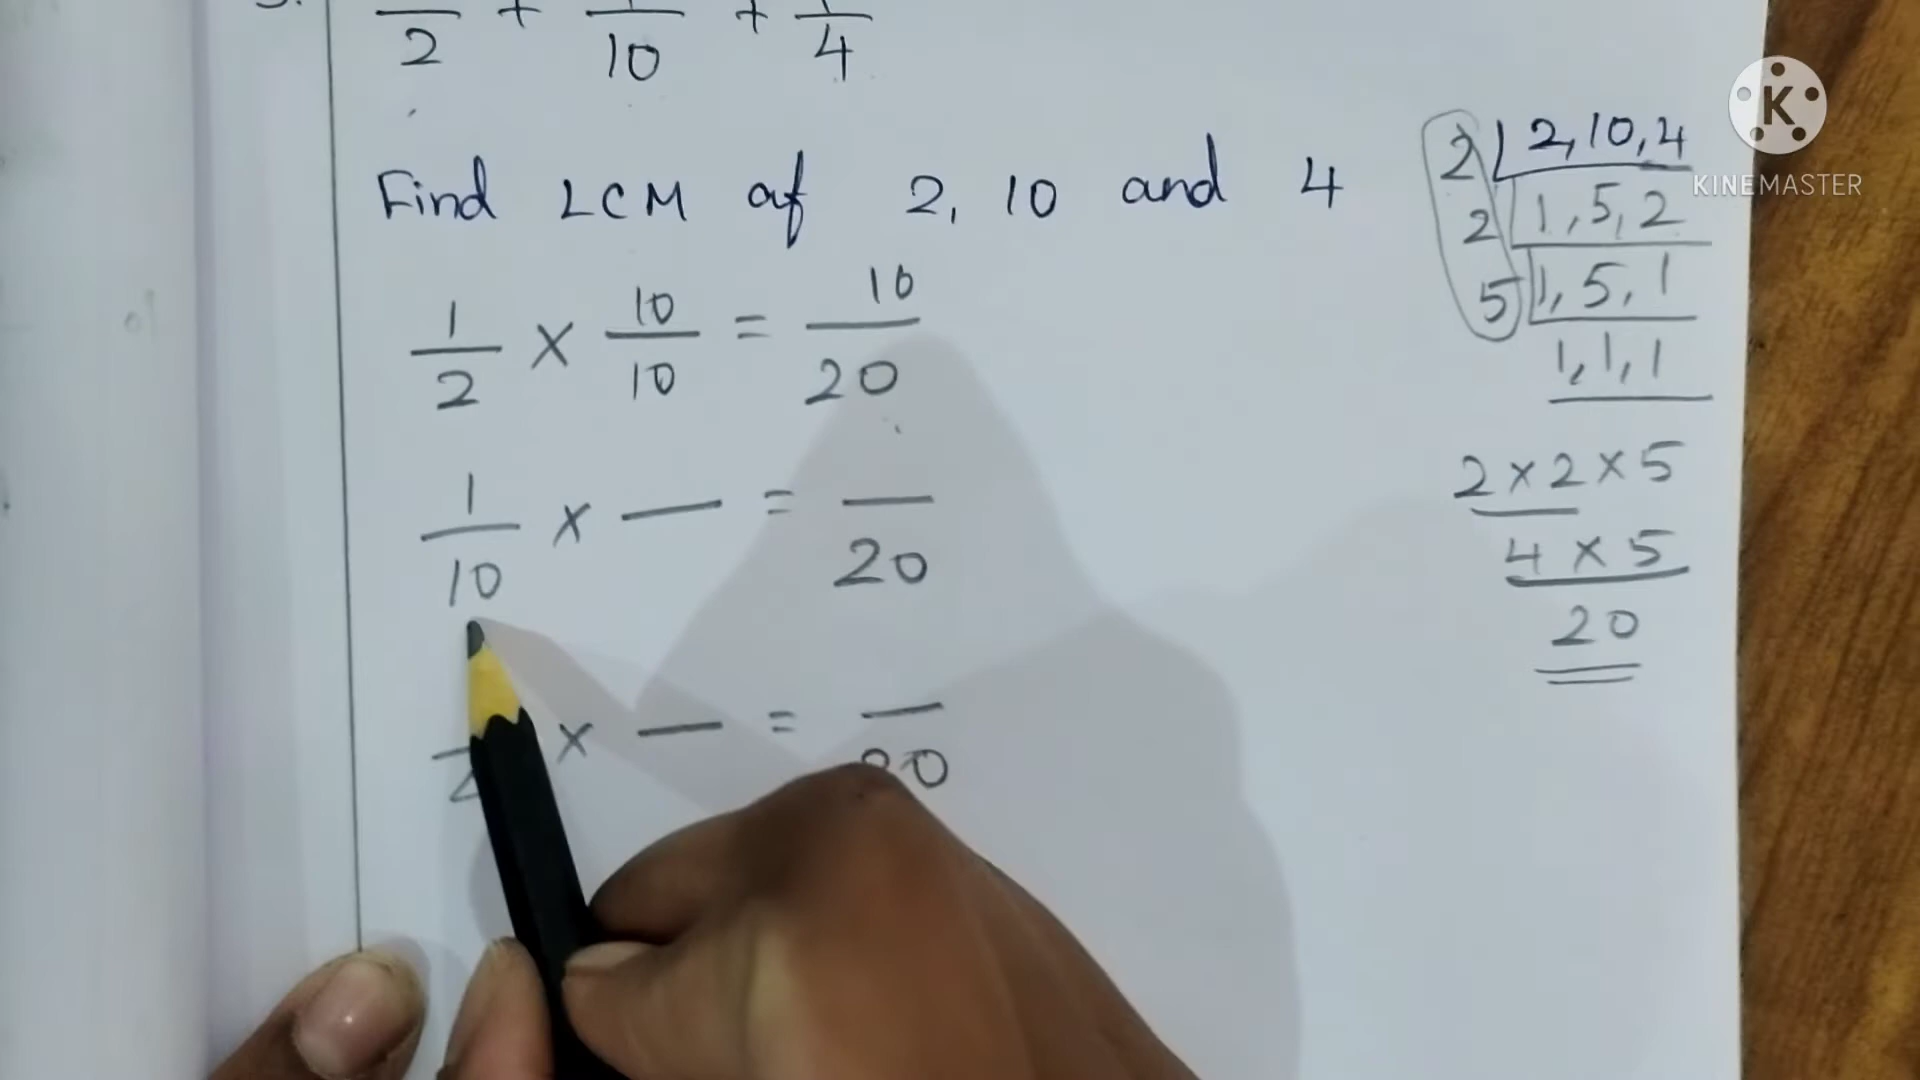 2 + 10 + 4
Find LCM of 2, 10 and 4
1/2 × 10/10 = 10/20
1/10 × — = —/20
× — = —/20
2 | 2, 10, 4
2 | 1, 5, 2
5 | 1, 5, 1
1, 1, 1
2 × 2 × 5
4 × 5
20
K
KINEMASTER